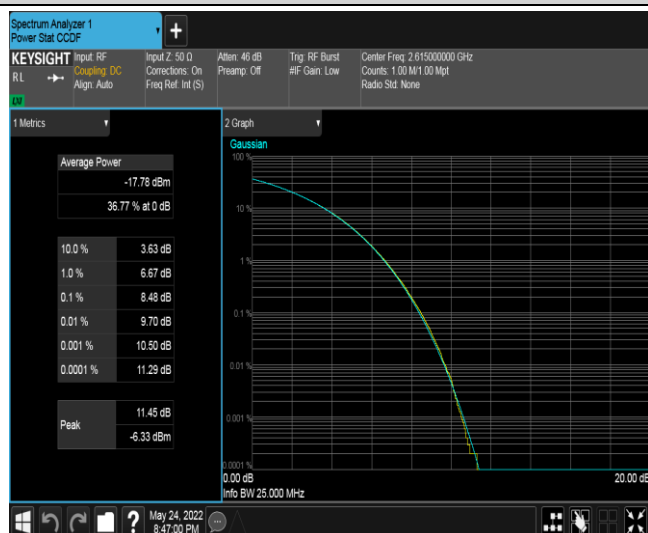 Spectrum Analyzer 1
Power Stat CCDF
+
KEYSIGHT
RL
LXI
Input: RF
Coupling: DC
Align: Auto
Input Z: 50 Ω
Corrections: On
Freq Ref: Int (S)
Atten: 46 dB
Preamp: Off
Trig: RF Burst
#IF Gain: Low
Center Freq: 2.615000000 GHz
Counts: 1.00 M/1.00 Mpt
Radio Std: None
1 Metrics
Average Power
-17.78 dBm
36.77 % at 0 dB
10.0 % 3.63 dB
1.0 % 6.67 dB
0.1 % 8.48 dB
0.01 % 9.70 dB
0.001 % 10.50 dB
0.0001 % 11.29 dB
Peak
11.45 dB
-6.33 dBm
2 Graph
Gaussian
100 %
10 %
1 %
0.1 %
0.01 %
0.001 %
0.0001 %
0.00 dB
20.00 dB
Info BW 25.000 MHz
?
May 24, 2022
8:47:00 PM